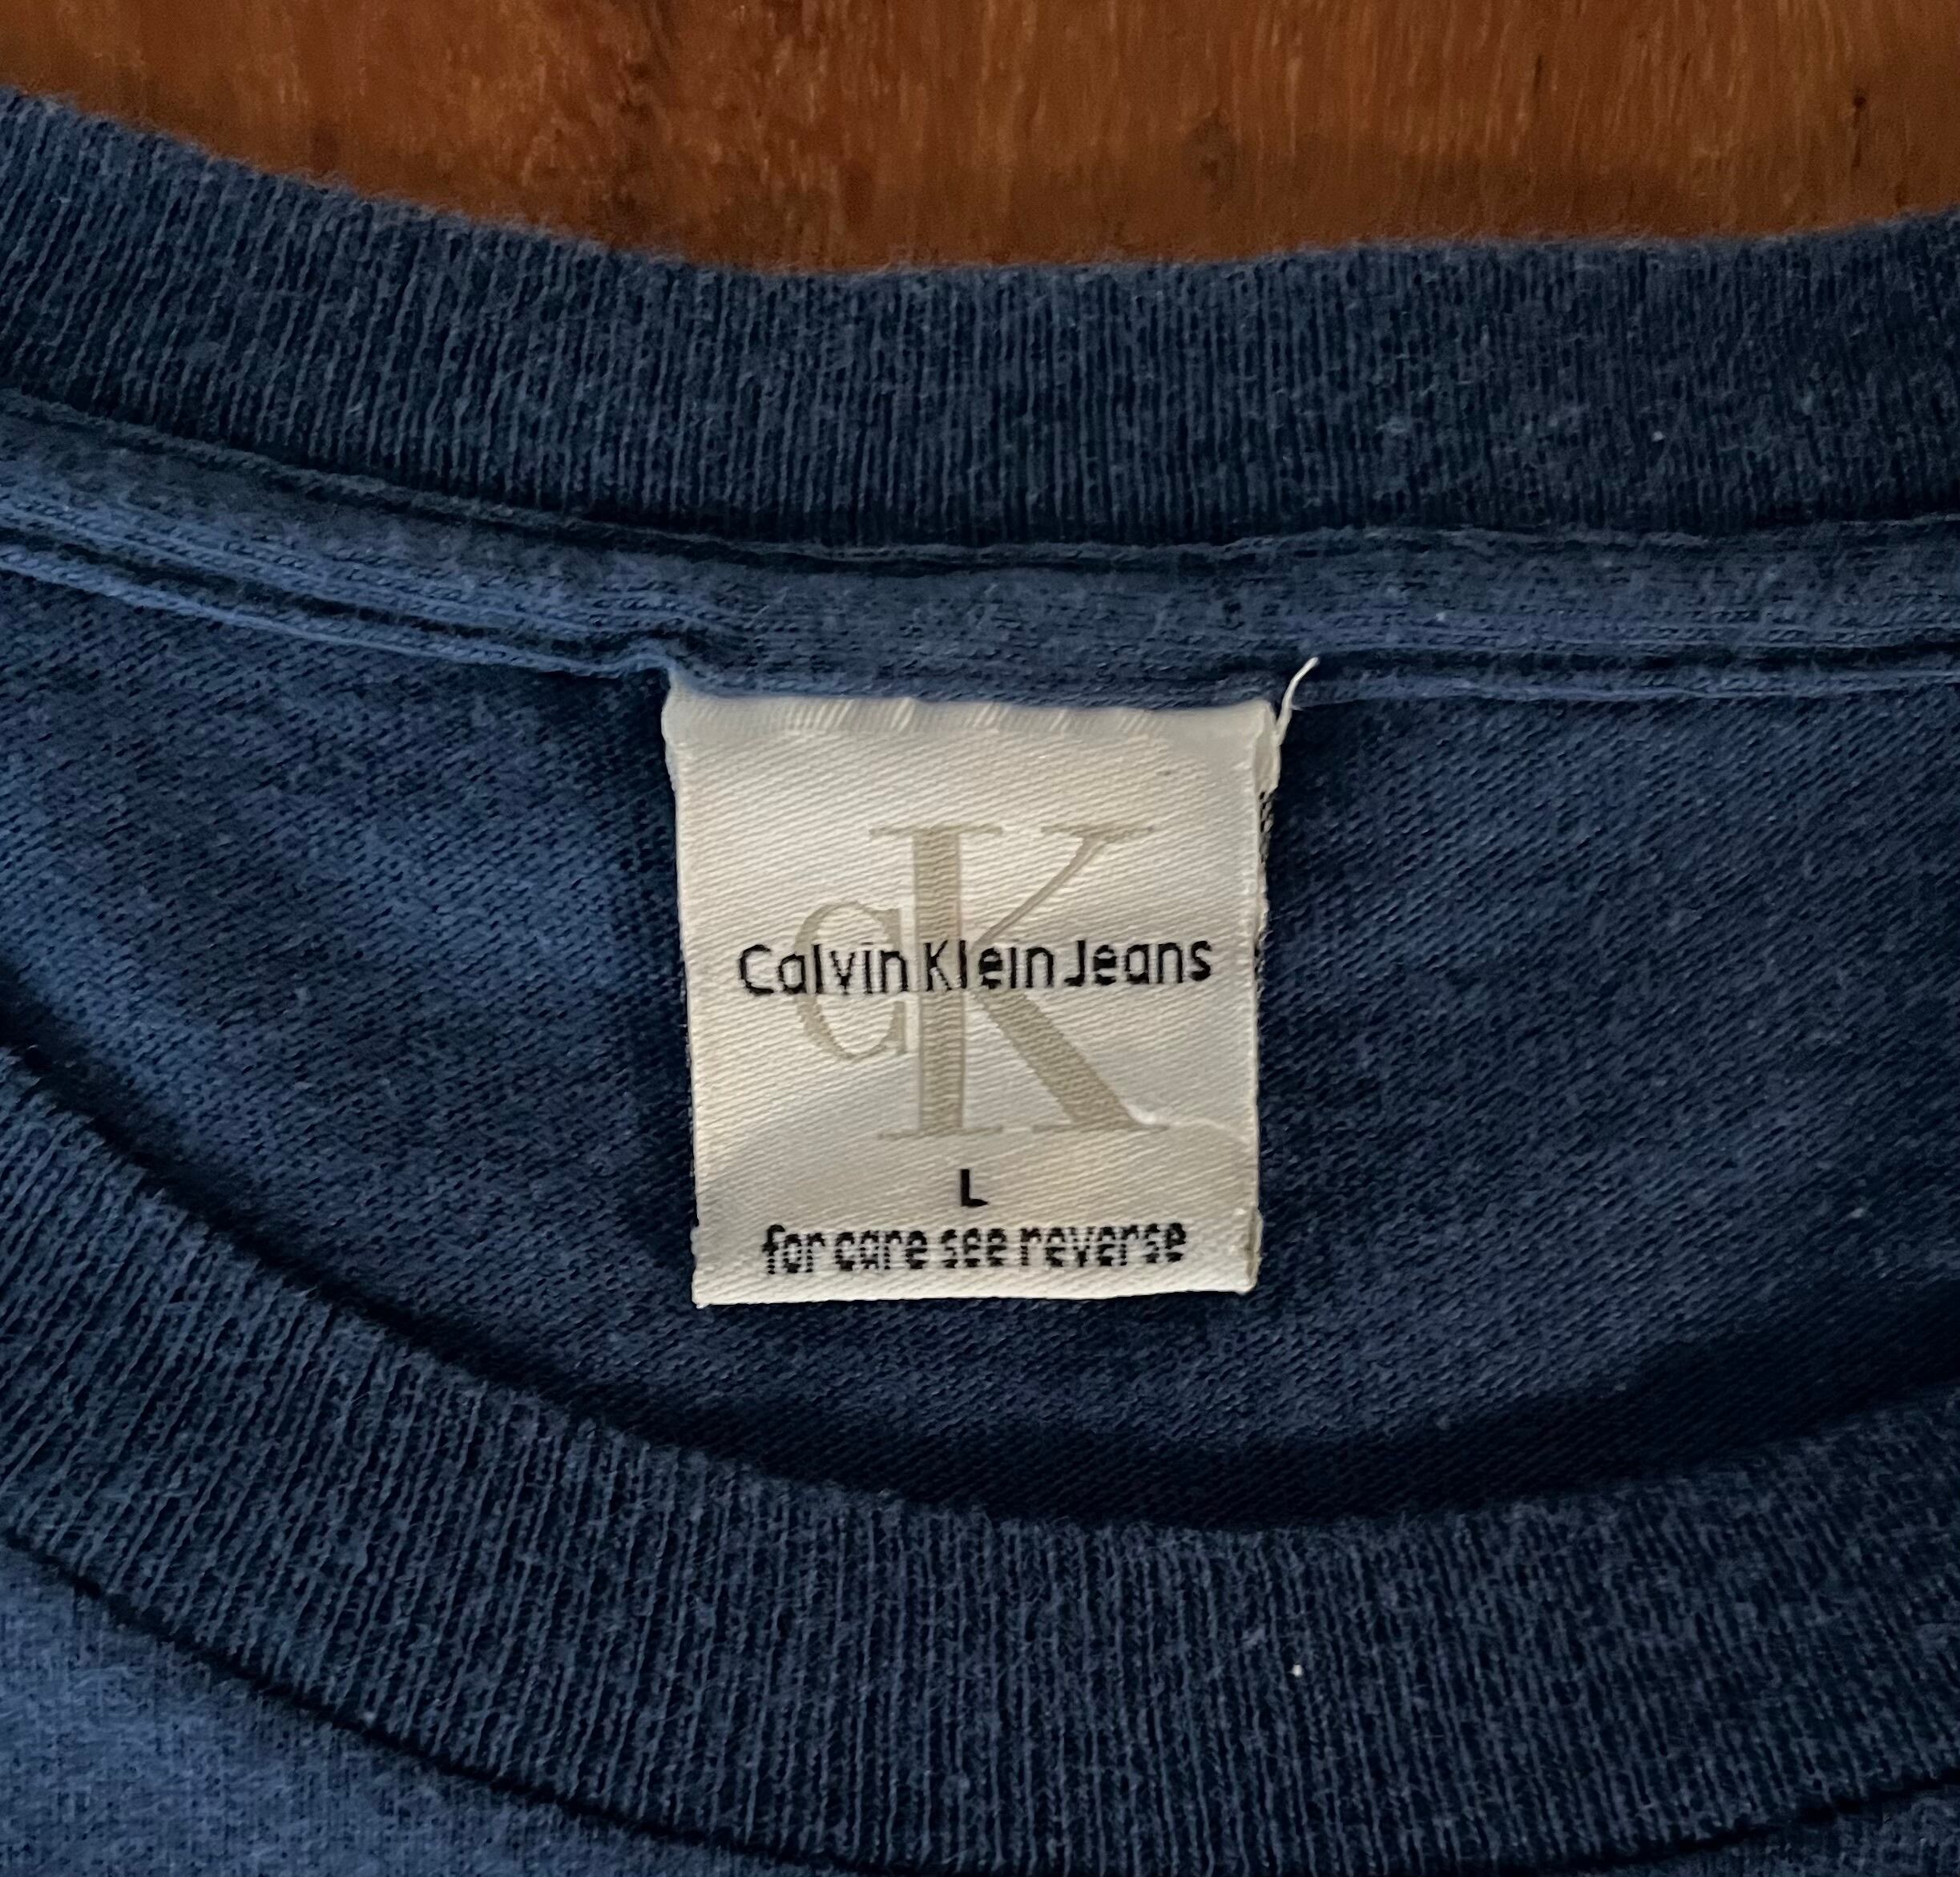 cK
Calvin Klein Jeans
L
for care see reverse